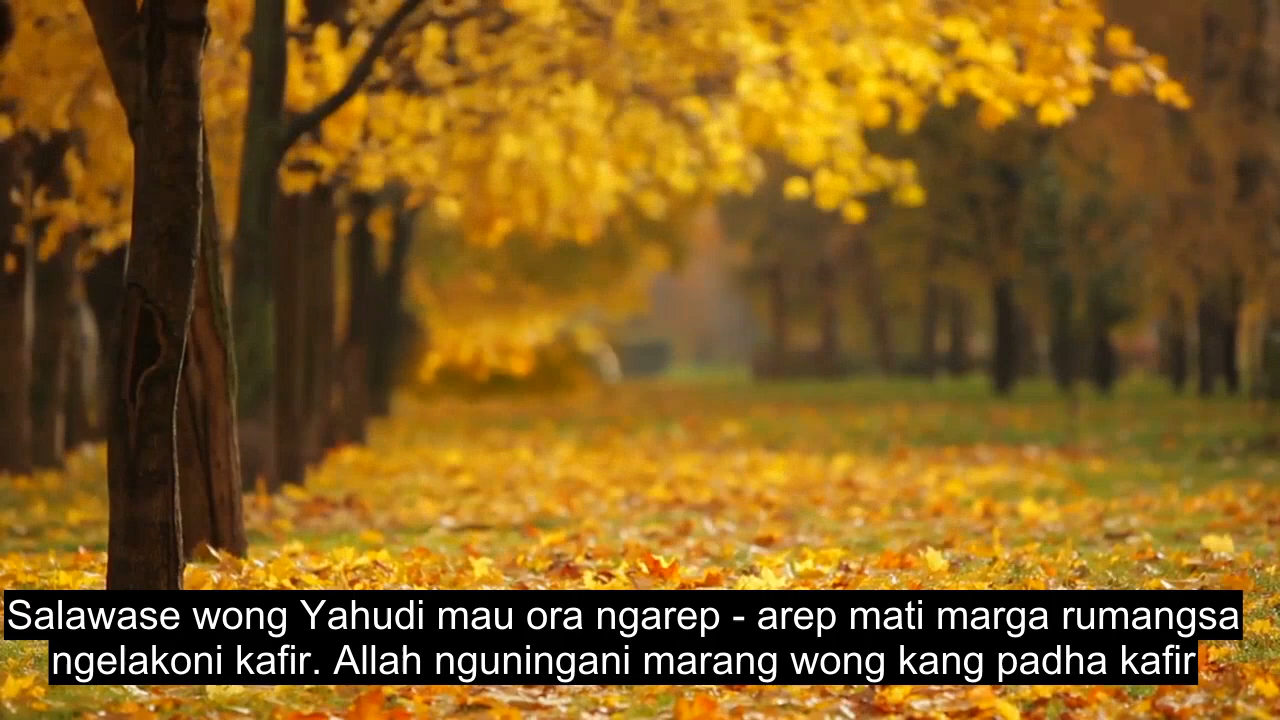 Salawase wong Yahudi mau ora ngarep - arep mati marga rumangsa
ngelakoni kafir. Allah nguningani marang wong kang padha kafir